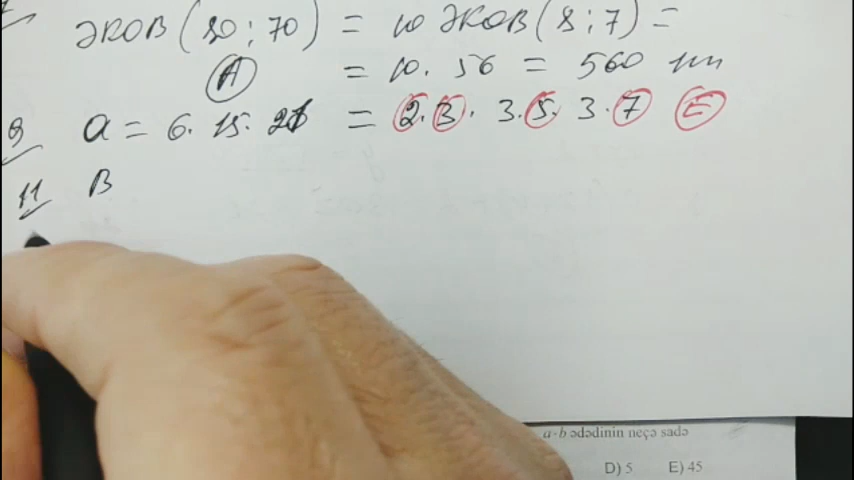 ƏKOB(80;70) = 10 ƏKOB(8;7) =
(A) = 10. 56 = 560
9 a = 6. 15. 21 = 2. 3. 3. 5. 3. 7 (E)
11 B
a·b ədədinin neçə sadə
D) 5 E) 45